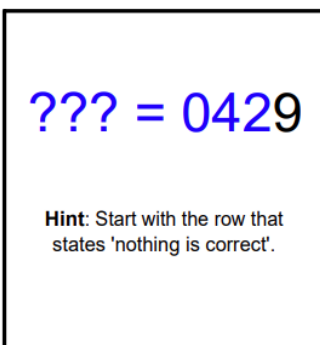 ??? = 0429
Hint: Start with the row that
states 'nothing is correct'.